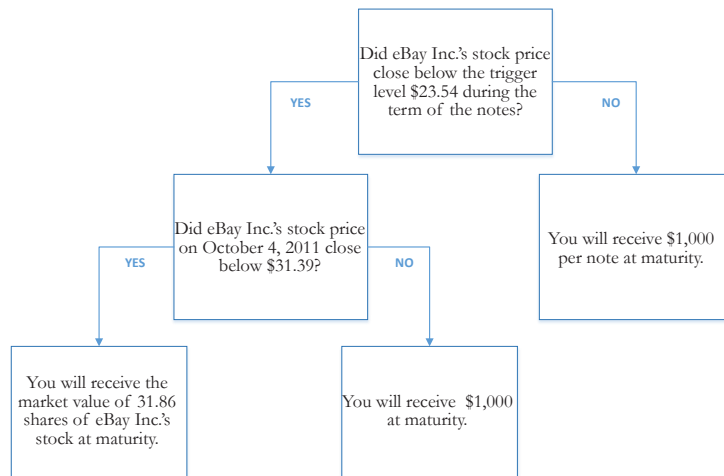 Did eBay Inc.'s stock price
close below the trigger
level $23.54 during the
term of the notes?
YES
NO
Did eBay Inc.'s stock price
on October 4, 2011 close
below $31.39?
You will receive $1,000
per note at maturity.
YES
NO
You will receive the
market value of 31.86
shares of eBay Inc.'s
stock at maturity.
You will receive $1,000
at maturity.